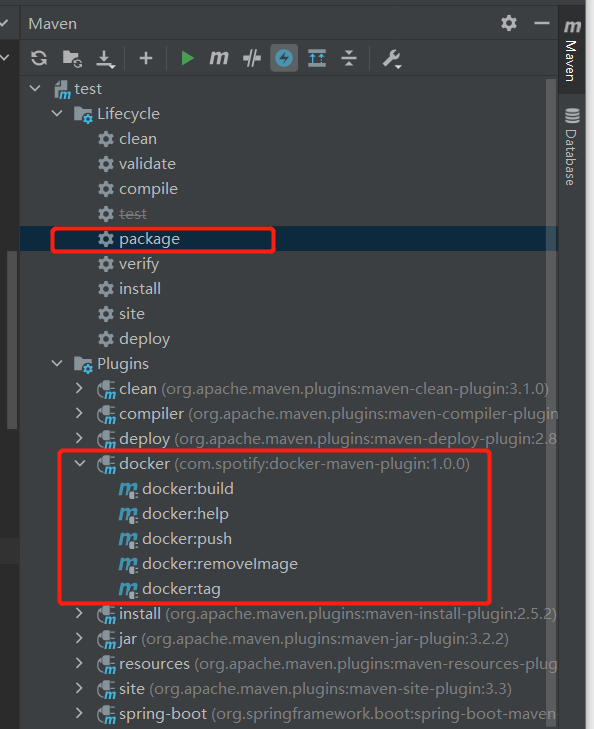 Maven
test
Lifecycle
clean
validate
compile
test
package
verify
install
site
deploy
Plugins
clean (org.apache.maven.plugins:maven-clean-plugin:3.1.0)
compiler (org.apache.maven.plugins:maven-compiler-plugin
deploy (org.apache.maven.plugins:maven-deploy-plugin:2.8
docker (com.spotify:docker-maven-plugin:1.0.0)
docker:build
docker:help
docker:push
docker:removeImage
docker:tag
install (org.apache.maven.plugins:maven-install-plugin:2.5.2)
jar (org.apache.maven.plugins:maven-jar-plugin:3.2.2)
resources (org.apache.maven.plugins:maven-resources-plug
site (org.apache.maven.plugins:maven-site-plugin:3.3)
spring-boot (org.springframework.boot:spring-boot-maven
Maven
Database